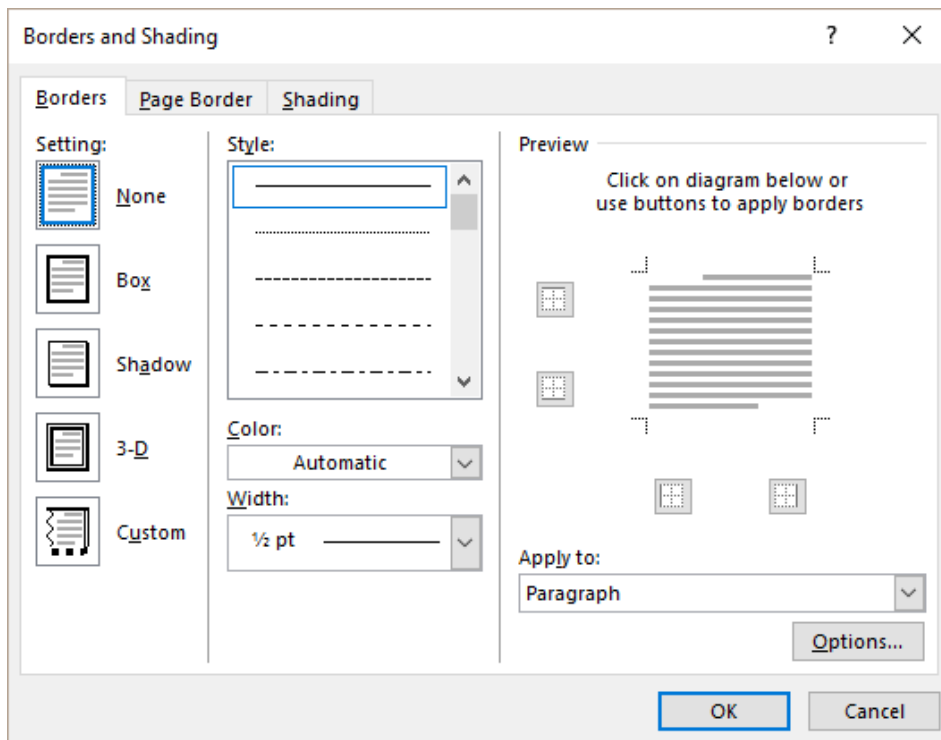 Borders and Shading
?
Borders
Page Border
Shading
Setting:
None
Box
Shadow
3-D
Custom
Style:
Color:
Automatic
Width:
½ pt
Preview
Click on diagram below or
use buttons to apply borders
Apply to:
Paragraph
Options...
OK
Cancel